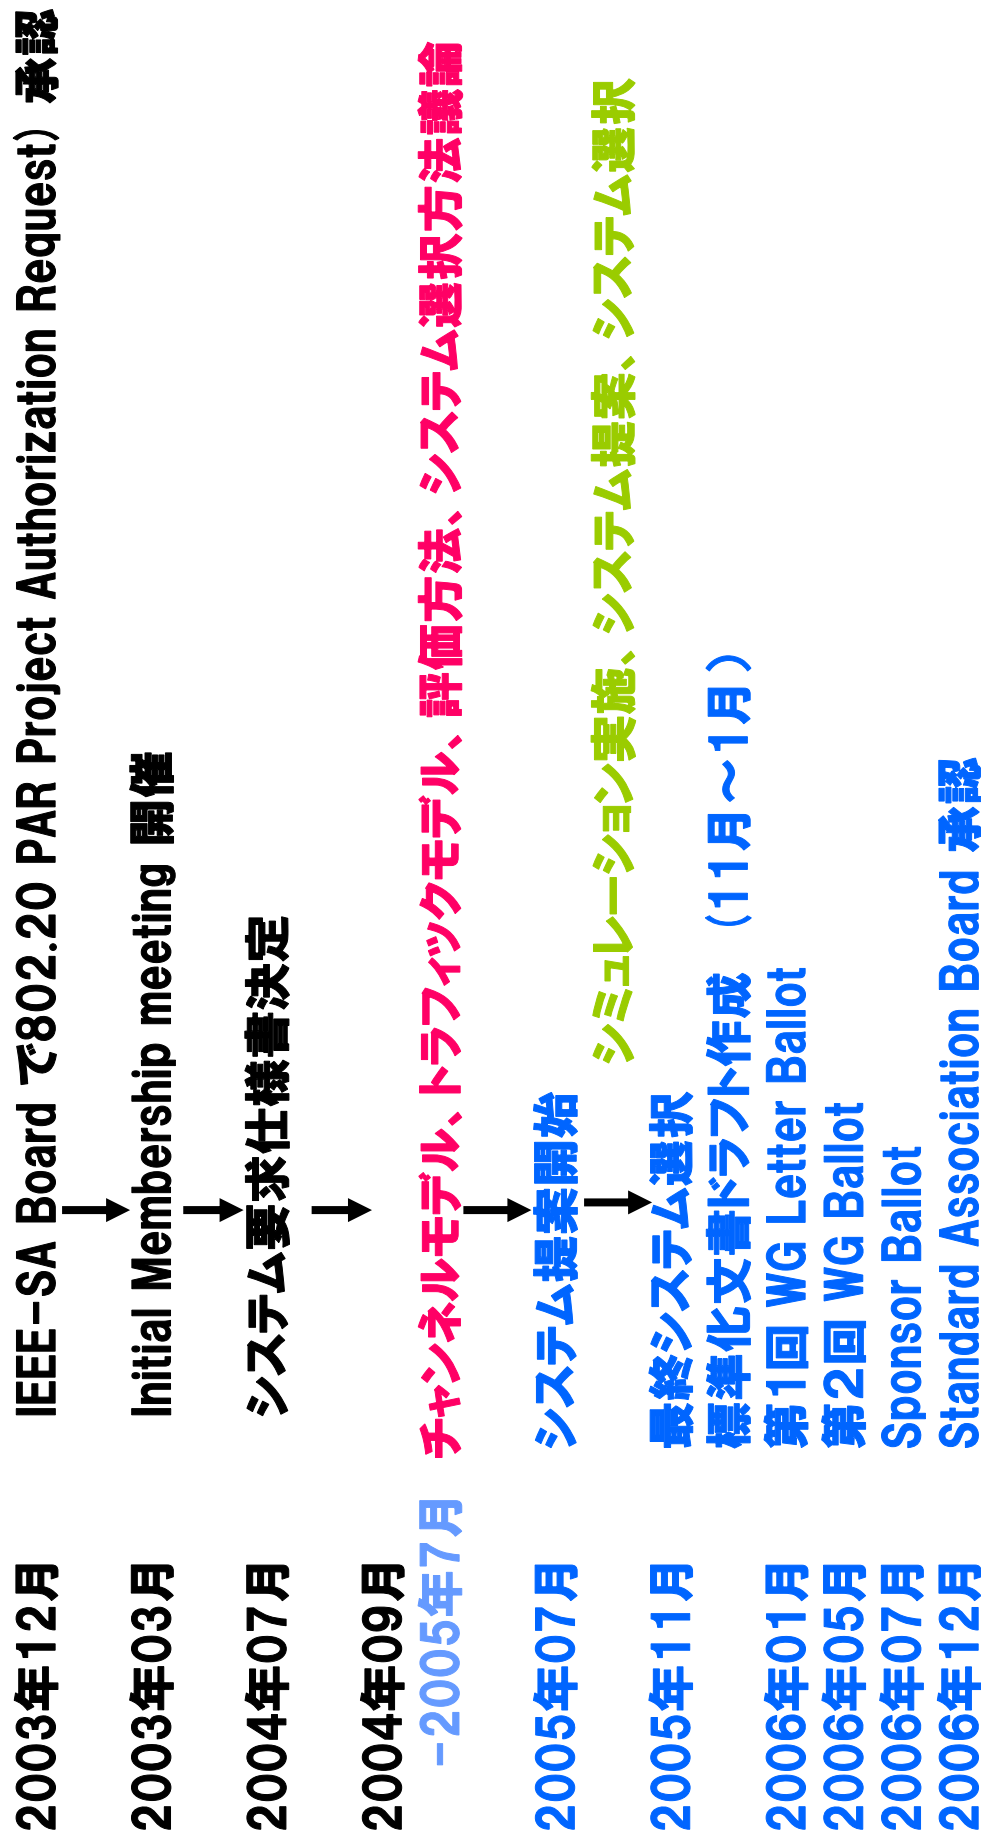 2003年12月 IEEE-SA Board で802.20 PAR Project Authorization Request) 承認
2003年03月 Initial Membership meeting 開催
2004年07月 システム要求仕様書決定
2004年09月
-2005年7月 チャンネルモデル、トラフィックモデル、評価方法、システム選択方法議論
2005年07月 システム提案開始
シミュレーション実施、システム提案、システム選択
2005年11月 最終システム選択
標準化文書ドラフト作成 (11月~1月)
2006年01月 第1回 WG Letter Ballot
2006年05月 第2回 WG Ballot
2006年07月 Sponsor Ballot
2006年12月 Standard Association Board 承認